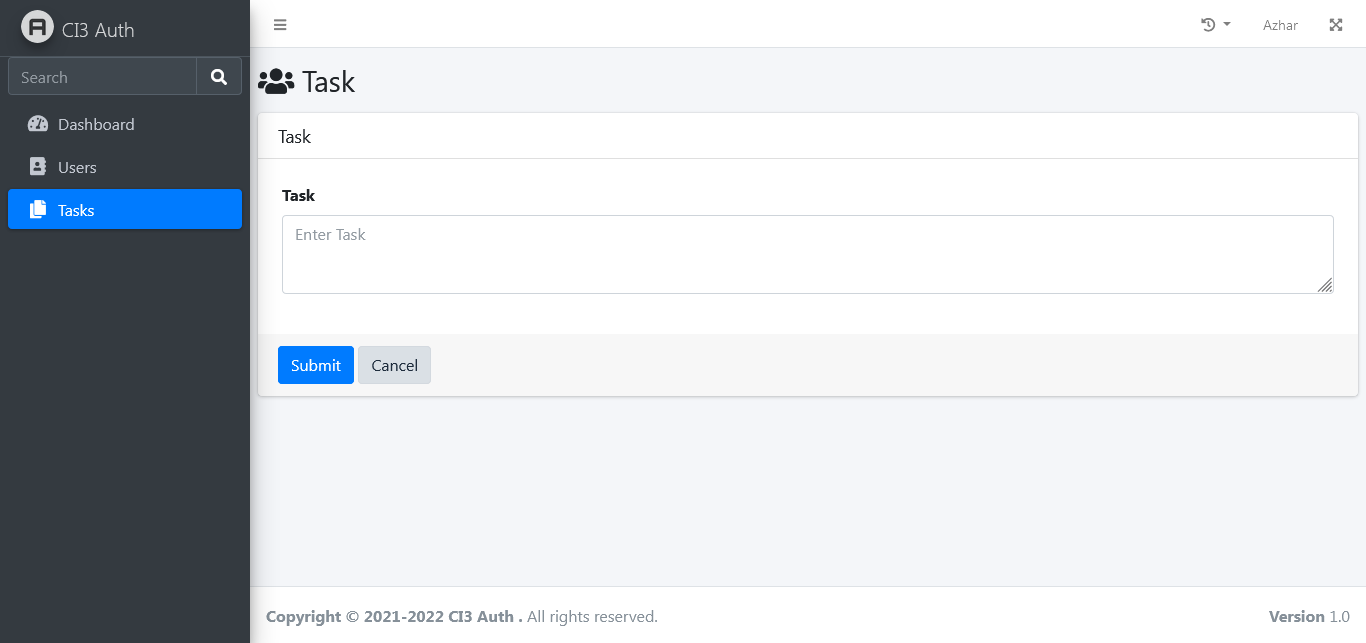 CI3 Auth
Azhar
Search
Task
Dashboard
Task
Users
Task
Tasks
Enter Task
Submit Cancel
Copyright © 2021-2022 CI3 Auth . All rights reserved.
Version 1.0